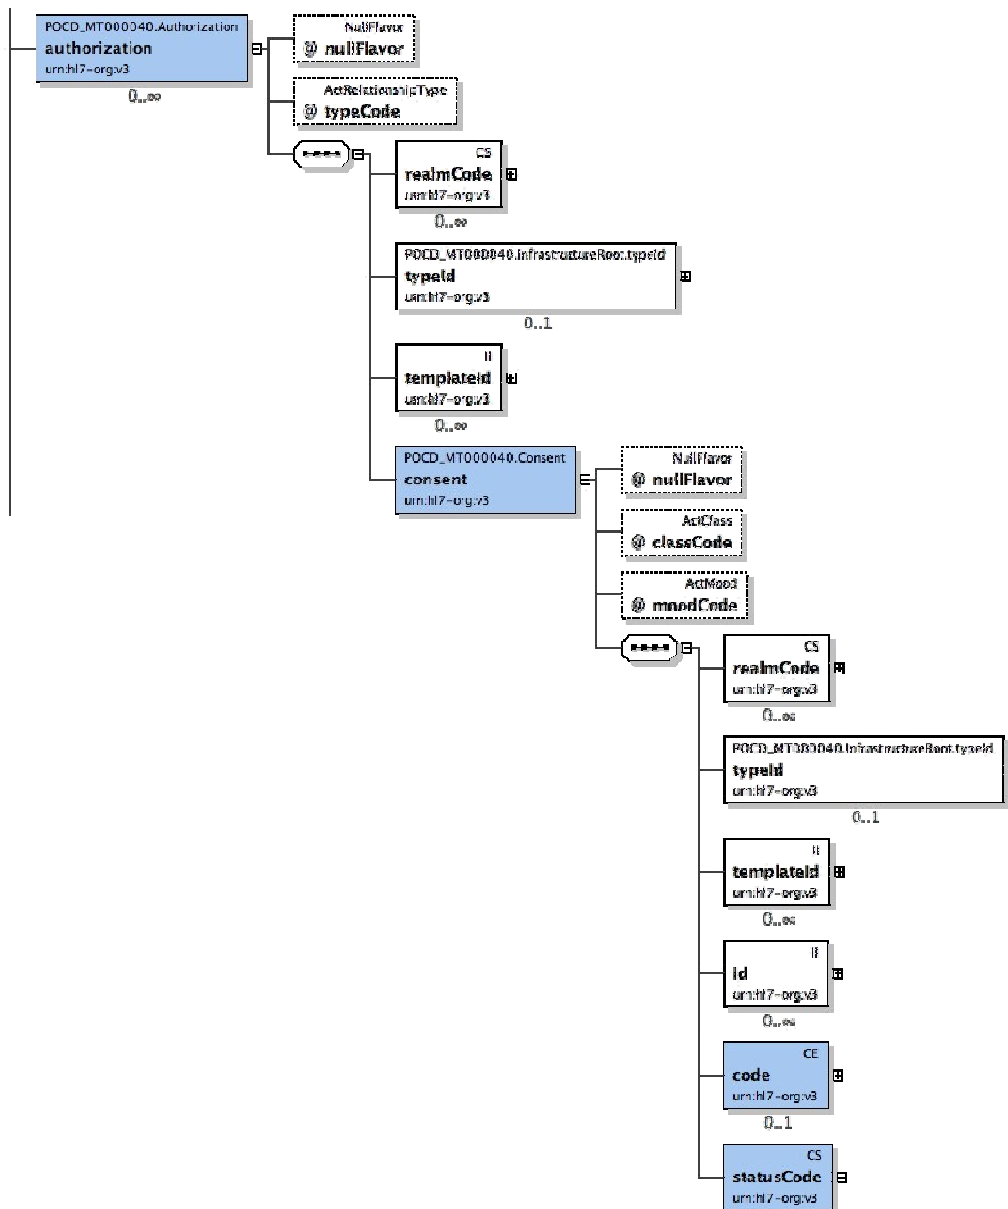 POCD_MT000040.Authorization
authorization
urn:hl7-org:v3
0..∞
NullFlavor
@ nullFlavor
ActRelationshipType
@ typeCode
CS
realmCode
urn:hl7-org:v3
0..∞
POCD_MT000040.InfrastructureRoot.typeId
typeId
urn:hl7-org:v3
0..1
II
templateId
urn:hl7-org:v3
0..∞
POCD_MT000040.Consent
consent
urn:hl7-org:v3
NullFlavor
@ nullFlavor
ActClass
@ classCode
ActMood
@ moodCode
CS
realmCode
urn:hl7-org:v3
0..∞
POCD_MT000040.InfrastructureRoot.typeId
typeId
urn:hl7-org:v3
0..1
II
templateId
urn:hl7-org:v3
0..∞
II
id
urn:hl7-org:v3
0..∞
CE
code
urn:hl7-org:v3
0..1
CS
statusCode
urn:hl7-org:v3